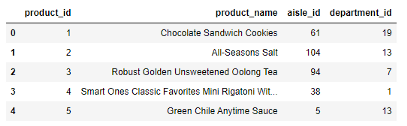 product_id product_name aisle_id department_id
0 1 Chocolate Sandwich Cookies 61 19
1 2 All-Seasons Salt 104 13
2 3 Robust Golden Unsweetened Oolong Tea 94 7
3 4 Smart Ones Classic Favorites Mini Rigatoni Wit... 38 1
4 5 Green Chile Anytime Sauce 5 13